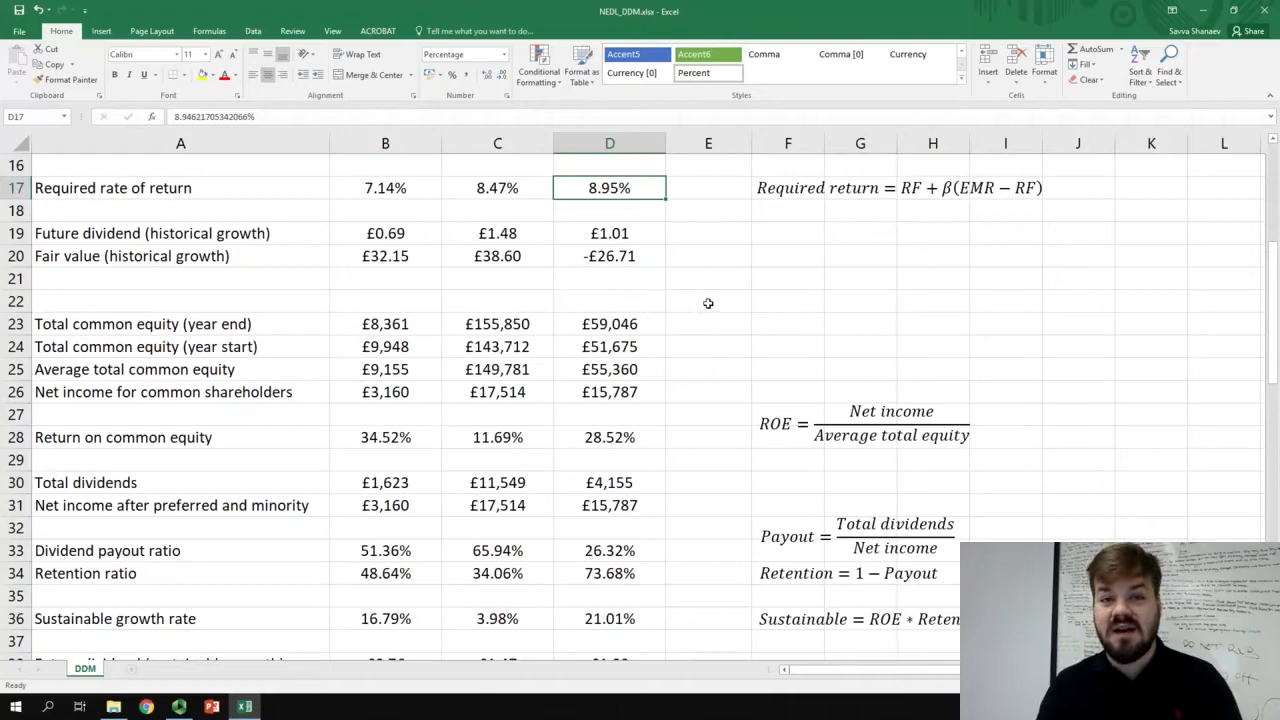 NEDL_DDM.xlsx - Excel
Savva Shanaev
Share
File Home Insert Page Layout Formulas Data Review View ACROBAT Tell me what you want to do...
Cut
Copy
Format Painter
Paste
Clipboard
Calibri 11
Font
Wrap Text
Merge & Center
Alignment
Percentage
Number
Conditional Formatting
Format as Table
Accent5 Accent6 Comma Comma [0] Currency
Currency [0] Percent
Styles
Insert Delete Format
Cells
AutoSum
Fill
Clear
Sort & Filter
Find & Select
Editing
D17 fx 8.94621705342066%
A B C D E F G H I J K L
16
17 Required rate of return 7.14% 8.47% 8.95% Required return = RF + β(EMR − RF)
18
19 Future dividend (historical growth) £0.69 £1.48 £1.01
20 Fair value (historical growth) £32.15 £38.60 -£26.71
21
22
23 Total common equity (year end) £8,361 £155,850 £59,046
24 Total common equity (year start) £9,948 £143,712 £51,675
25 Average total common equity £9,155 £149,781 £55,360
26 Net income for common shareholders £3,160 £17,514 £15,787
27 Net income
28 Return on common equity 34.52% 11.69% 28.52% ROE = Average total equity
29
30 Total dividends £1,623 £11,549 £4,155
31 Net income after preferred and minority £3,160 £17,514 £15,787
32 Total dividends
33 Dividend payout ratio 51.36% 65.94% 26.32% Payout = Net income
34 Retention ratio 48.64% 34.06% 73.68% Retention = 1 − Payout
35
36 Sustainable growth rate 16.79% 3.98% 21.01% Sustainable = ROE ∗ Reten
37
DDM
Ready
DO NOT RUB
OFF